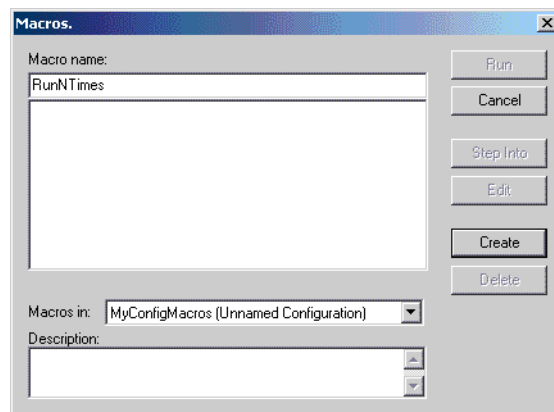 Macros.
Macro name:
RunNTimes
Run
Cancel
Step Into
Edit
Create
Delete
Macros in: MyConfigMacros (Unnamed Configuration)
Description: